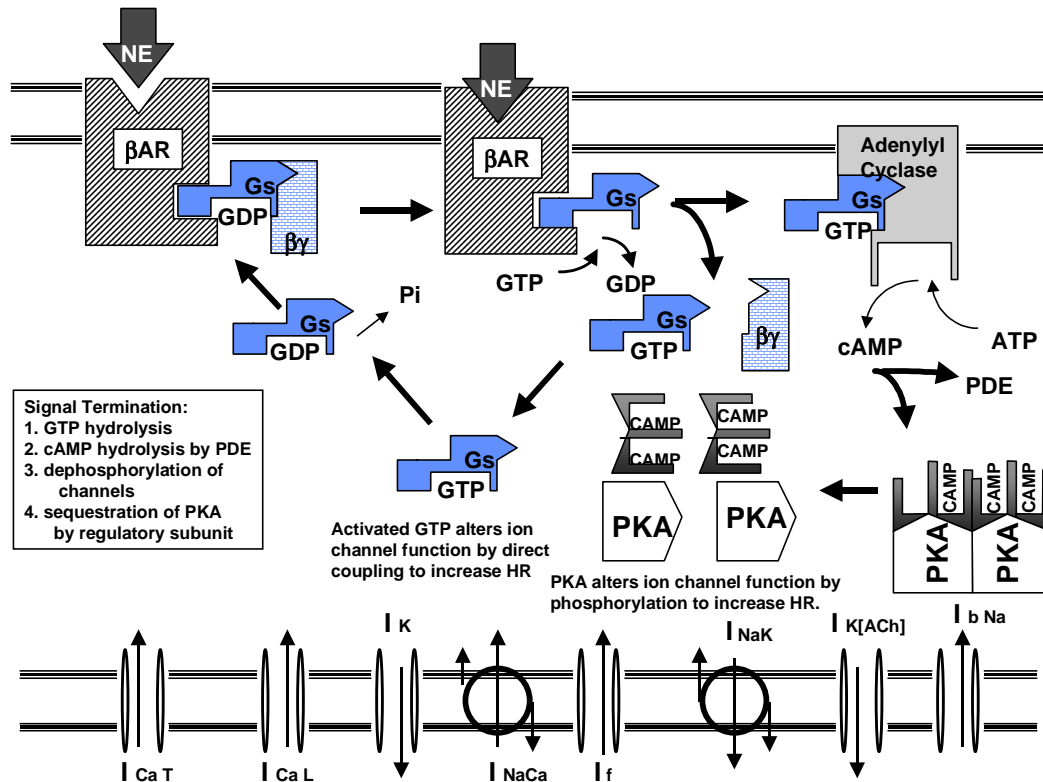 NE
NE
βAR
βAR
Adenylyl
Cyclase
Gs
GDP
βγ
Gs
Gs
GTP
GTP
GDP
Pi
Gs
GDP
Gs
GTP
βγ
cAMP
ATP
PDE
Signal Termination:
1. GTP hydrolysis
2. cAMP hydrolysis by PDE
3. dephosphorylation of
channels
4. sequestration of PKA
by regulatory subunit
Gs
GTP
CAMP
CAMP
CAMP
CAMP
PKA
PKA
CAMP
CAMP
CAMP
CAMP
PKA
PKA
Activated GTP alters ion
channel function by direct
coupling to increase HR
PKA alters ion channel function by
phosphorylation to increase HR.
I K
I NaK
I K[ACh]
I b Na
I Ca T
I Ca L
I NaCa
I f